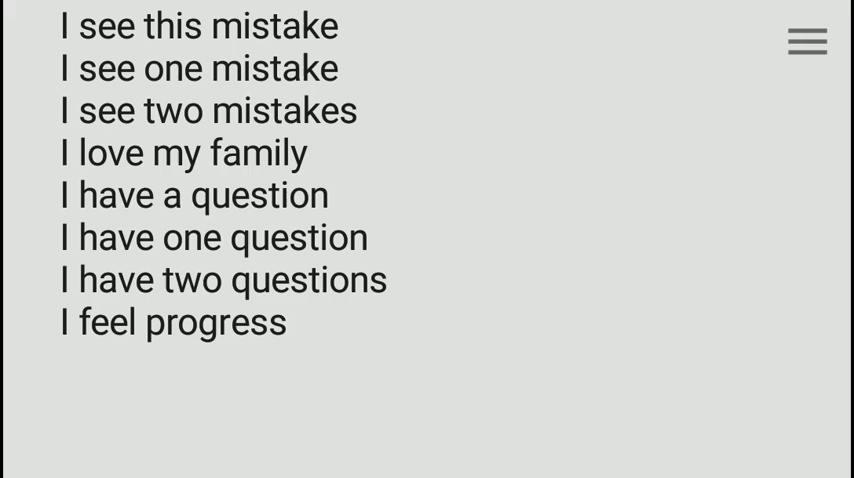 I see this mistake
I see one mistake
I see two mistakes
I love my family
I have a question
I have one question
I have two questions
I feel progress